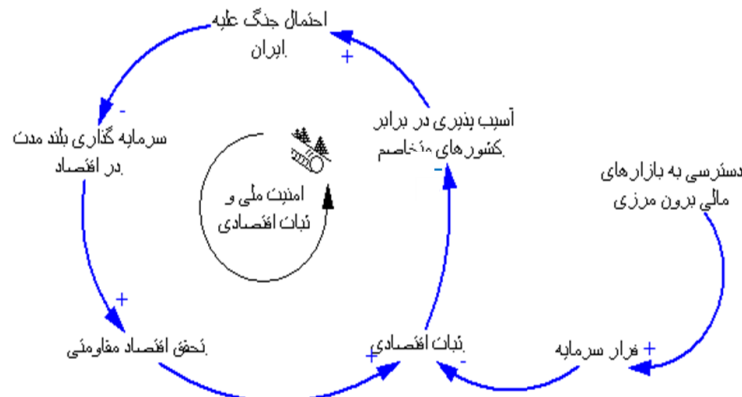 احتمال جنگ علیه
ایران
+
-
سرمایه گذاری بلند مدت
در اقتصاد
آسیب پذیری در برابر
کشورهای متخاصم
-
دسترسی به بازارهای
مالی برون مرزی
امنیت ملی و
ثبات اقتصادی
+
تحقق اقتصاد مقاومتی
+
ثبات اقتصادی
-
فرار سرمایه
+